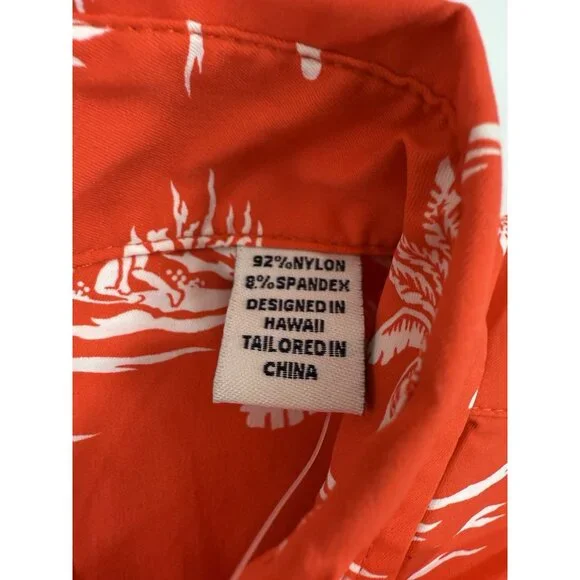 92%NYLON
8%SPANDEX
DESIGNED IN
HAWAII
TAILORED IN
CHINA